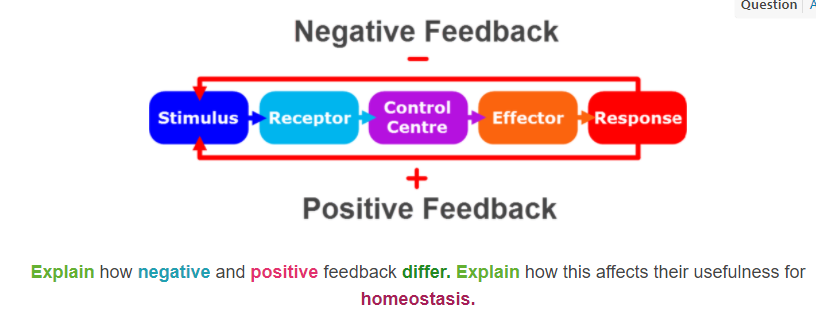 Question A
Negative Feedback
−
Stimulus Receptor Control Centre Effector Response
+
Positive Feedback
Explain how negative and positive feedback differ. Explain how this affects their usefulness for
homeostasis.